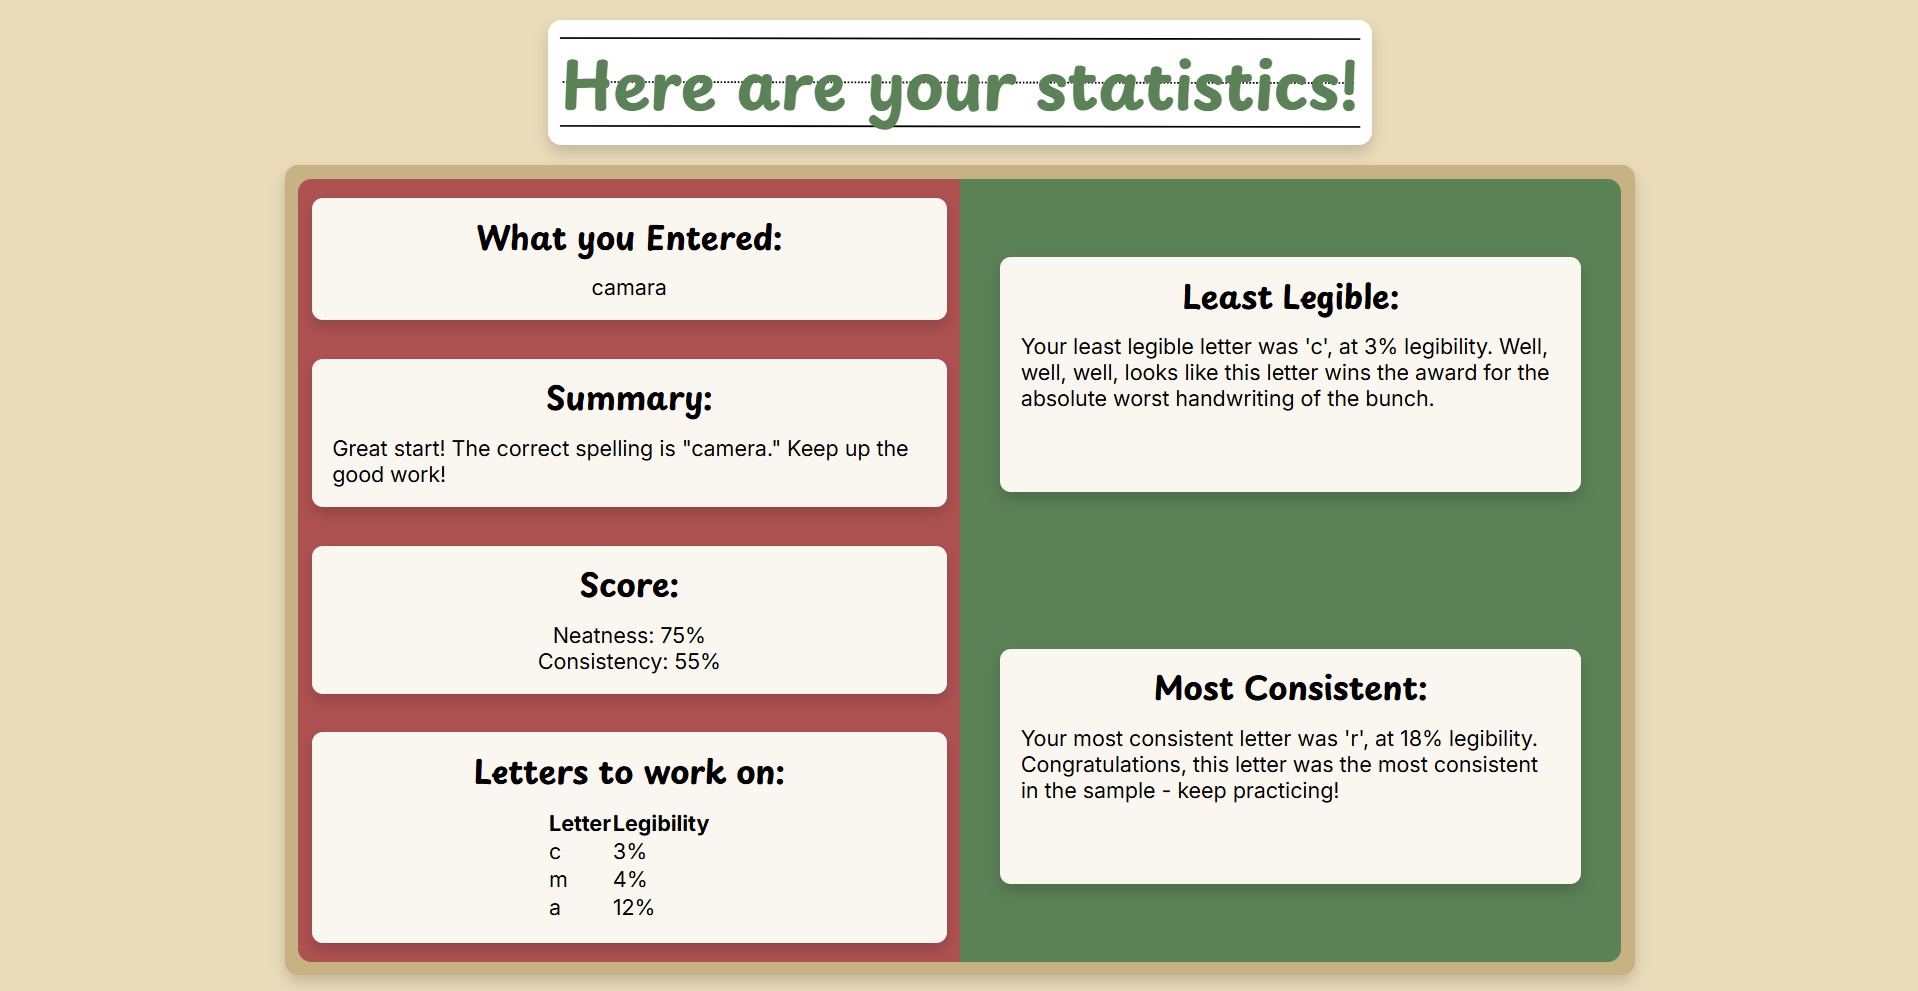 Here are your statistics!
What you Entered:
camara
Summary:
Great start! The correct spelling is "camera." Keep up the
good work!
Score:
Neatness: 75%
Consistency: 55%
Letters to work on:
Letter Legibility
c 3%
m 4%
a 12%
Least Legible:
Your least legible letter was 'c', at 3% legibility. Well,
well, well, looks like this letter wins the award for the
absolute worst handwriting of the bunch.
Most Consistent:
Your most consistent letter was 'r', at 18% legibility.
Congratulations, this letter was the most consistent
in the sample - keep practicing!